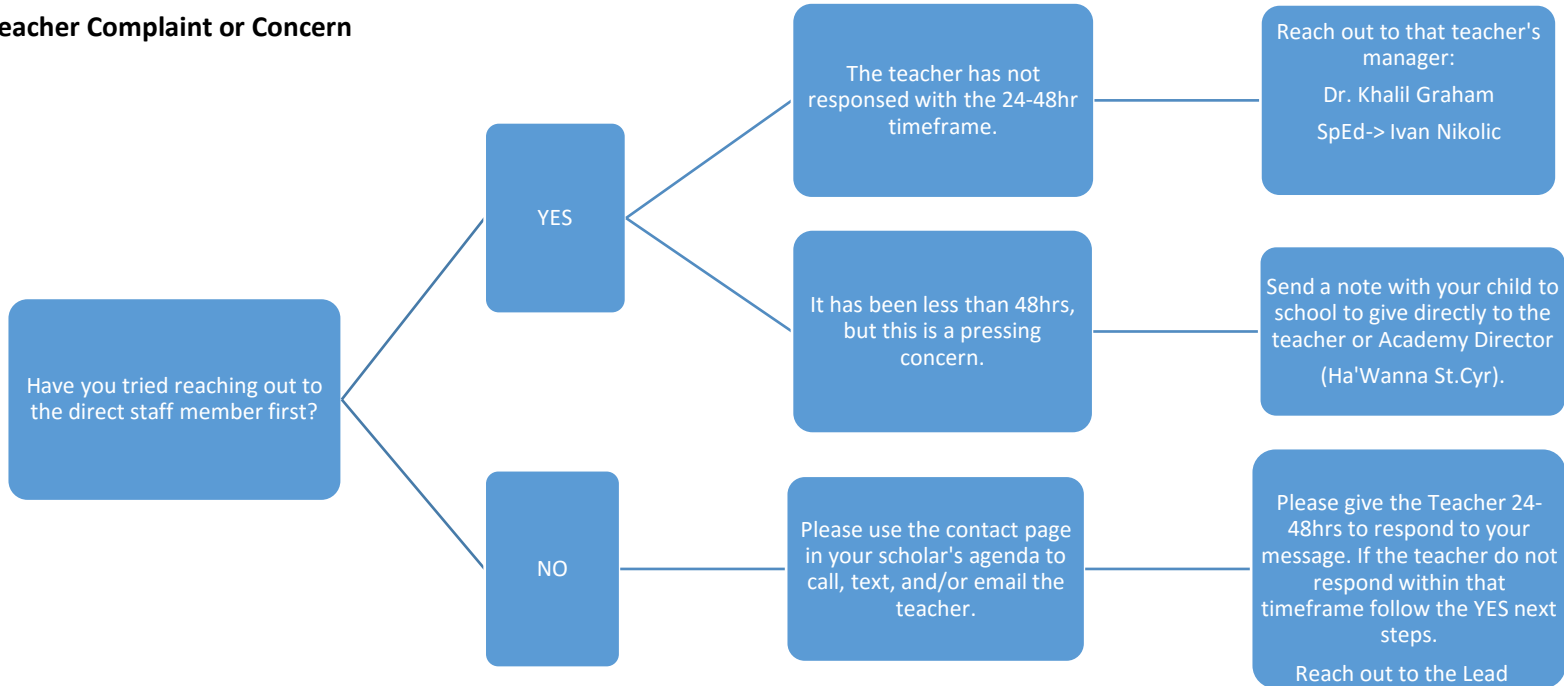 eacher Complaint or Concern
Have you tried reaching out to
the direct staff member first?
YES
The teacher has not
responsed with the 24-48hr
timeframe.
Reach out to that teacher's
manager:
Dr. Khalil Graham
SpEd-> Ivan Nikolic
It has been less than 48hrs,
but this is a pressing
concern.
Send a note with your child to
school to give directly to the
teacher or Academy Director
(Ha'Wanna St.Cyr).
NO
Please use the contact page
in your scholar's agenda to
call, text, and/or email the
teacher.
Please give the Teacher 24-
48hrs to respond to your
message. If the teacher do not
respond within that
timeframe follow the YES next
steps.
Reach out to the Lead